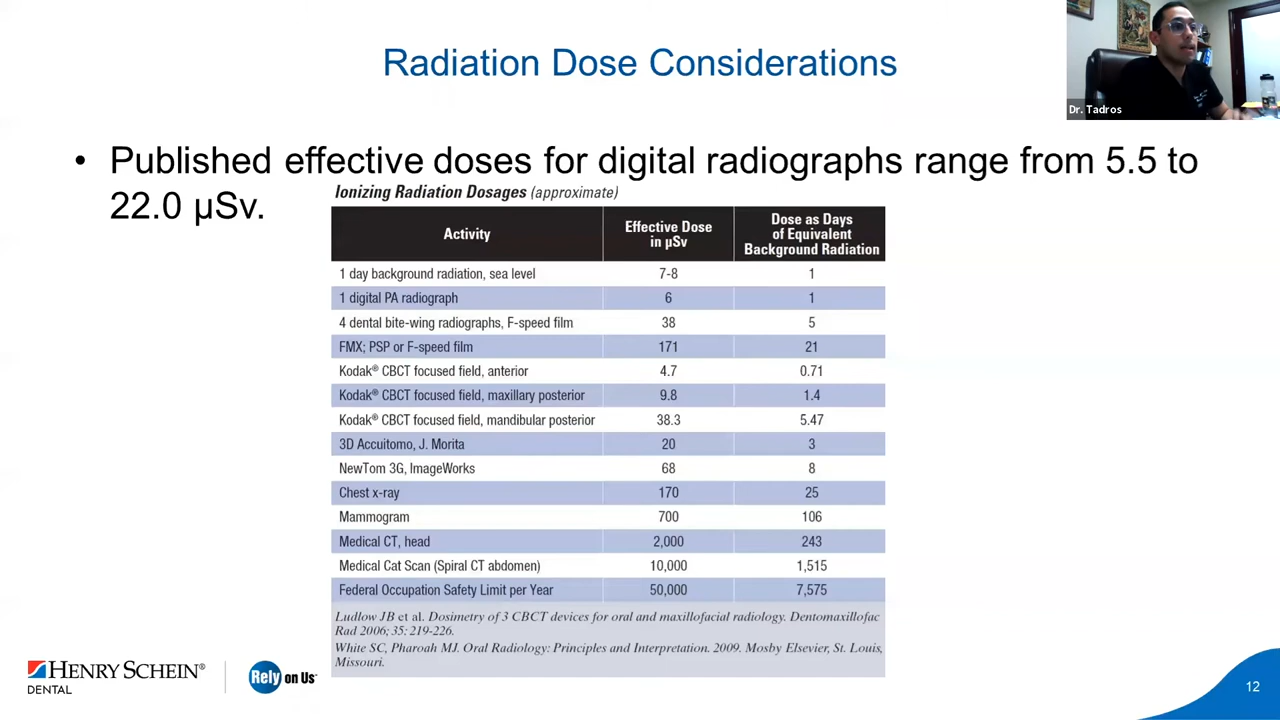 Radiation Dose Considerations
Dr. Tadros
• Published effective doses for digital radiographs range from 5.5 to
22.0 µSv.
Ionizing Radiation Dosages (approximate)
Activity Effective Dose in µSv Dose as Days of Equivalent Background Radiation
1 day background radiation, sea level 7-8 1
1 digital PA radiograph 6 1
4 dental bite-wing radiographs, F-speed film 38 5
FMX; PSP or F-speed film 171 21
Kodak® CBCT focused field, anterior 4.7 0.71
Kodak® CBCT focused field, maxillary posterior 9.8 1.4
Kodak® CBCT focused field, mandibular posterior 38.3 5.47
3D Accuitomo, J. Morita 20 3
NewTom 3G, ImageWorks 68 8
Chest x-ray 170 25
Mammogram 700 106
Medical CT, head 2,000 243
Medical Cat Scan (Spiral CT abdomen) 10,000 1,515
Federal Occupation Safety Limit per Year 50,000 7,575
Ludlow JB et al. Dosimetry of 3 CBCT devices for oral and maxillofacial radiology. Dentomaxillofac
Rad 2006; 35: 219-226.
White SC, Pharoah MJ. Oral Radiology: Principles and Interpretation. 2009. Mosby Elsevier, St. Louis,
Missouri.
HENRY SCHEIN®
DENTAL
Rely on Us
12